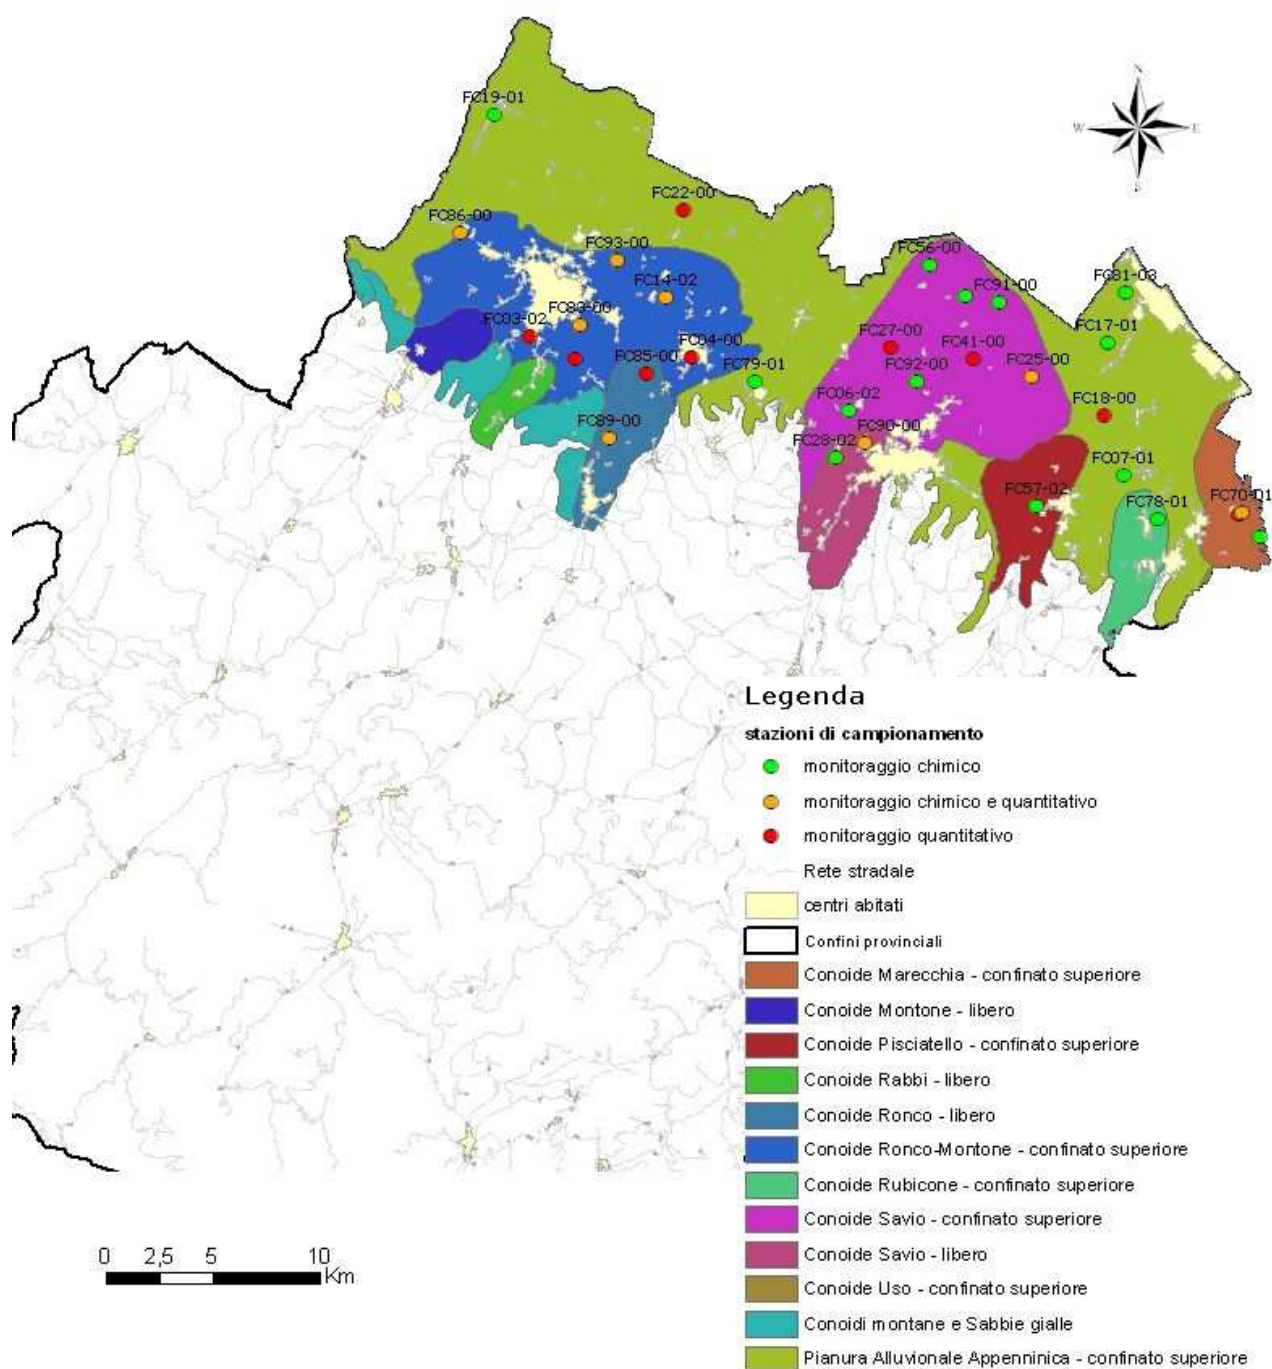 FC19-01
N
W
E
S
FC22-00
FC86-00
FC93-00
FC56-00
FC81-03
FC14-02
FC91-00
FC83-00
FC03-02
FC17-01
FC27-00
FC04-00
FC41-00
FC85-00
FC79-01
FC92-00
FC25-00
FC06-02
FC18-00
FC89-00
FC90-00
FC28-02
FC07-01
FC57-02
FC78-01
FC70-01
Legenda
stazioni di campionamento
monitoraggio chimico
monitoraggio chimico e quantitativo
monitoraggio quantitativo
Rete stradale
centri abitati
Confini provinciali
Conoide Marecchia - confinato superiore
Conoide Montone - libero
Conoide Pisciatello - confinato superiore
Conoide Rabbi - libero
Conoide Ronco - libero
Conoide Ronco-Montone - confinato superiore
Conoide Rubicone - confinato superiore
Conoide Savio - confinato superiore
Conoide Savio - libero
Conoide Uso - confinato superiore
Conoidi montane e Sabbie gialle
Pianura Alluvionale Appenninica - confinato superiore
0 2,5 5 10
Km